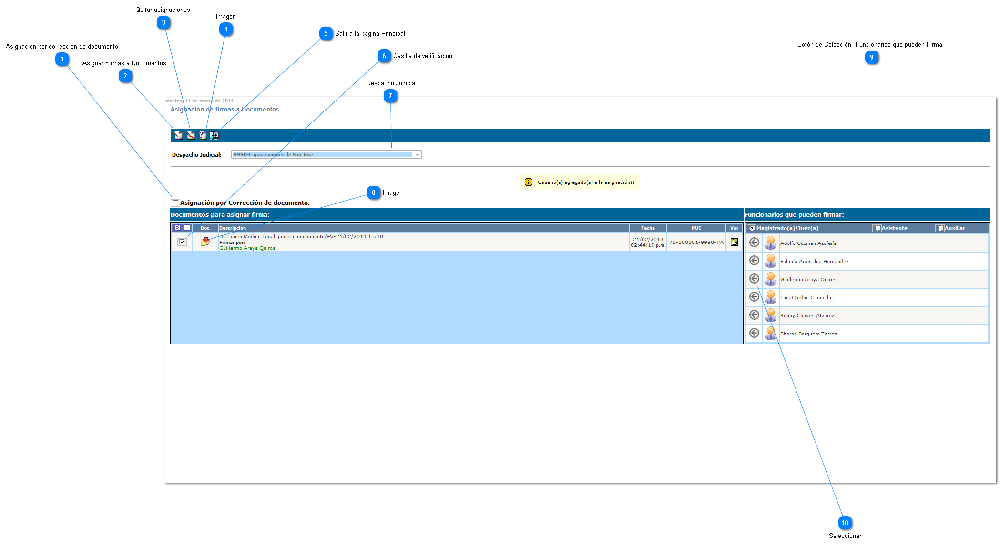 Quitar asignaciones
3
Imagen
4
5 Salir a la pagina Principal
Asignación por corrección de documento
1
Asignar Firmas a Documentos
2
6 Casilla de verificación
Botón de Selección "Funcionarios que pueden Firmar"
9
Despacho Judicial
7
martes, 11 de marzo de 2014
Asignación de firmas a Documentos
Despacho Judicial: 9990-Capacitaciones de San Jose
Usuario(s) agregado(s) a la asignación!!
8 Imagen
Asignación por Corrección de documento.
Documentos para asignar firma:
Doc. Descripción Fecha NUE Ver
Dictamen Médico Legal, poner conocimiento/EV-21/02/2014 15:10
Firmar por:
Guillermo Araya Quiros
21/02/2014
02:44:17 p.m.
70-000001-9990-PA
Funcionarios que pueden firmar:
Magistrado(a)/Juez(a) Asistente Auxiliar
Adolfo Guzman Azofeifa
Fabiola Arancibia Hernandez
Guillermo Araya Quiros
Luis Cordon Camacho
Ronny Chaves Alvarez
Sharon Barquero Torres
10
Seleccionar